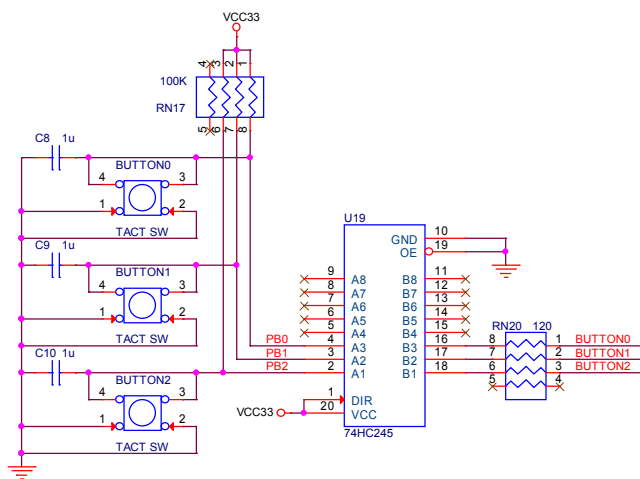 VCC33
4 3 2 1
100K
RN17
5 6 7 8
C8 1u
BUTTON0
4 3
1 2
TACT SW
U19
C9 1u
BUTTON1
4 3
1 2
TACT SW
C10 1u
BUTTON2
4 3
1 2
TACT SW
GND 10
OE 19
9 A8 B8 11
8 A7 B7 12
7 A6 B6 13
6 A5 B5 14
5 A4 B4 15
RN20 120
PB0 4 A3 B3 16 8 1 BUTTON0
PB1 3 A2 B2 17 7 2 BUTTON1
PB2 2 A1 B1 18 6 3 BUTTON2
5 4
1 DIR
VCC33 20 VCC
74HC245